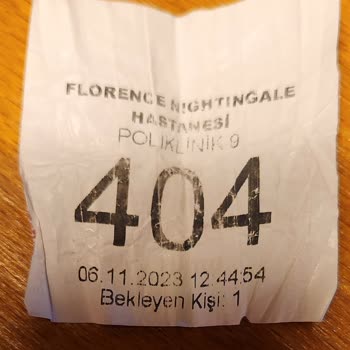 FLORENCE NIGHTINGALE
HASTANESİ
POLİKLİNİK 9
404
06.11.2023 12:44:54
Bekleyen Kişi: 1